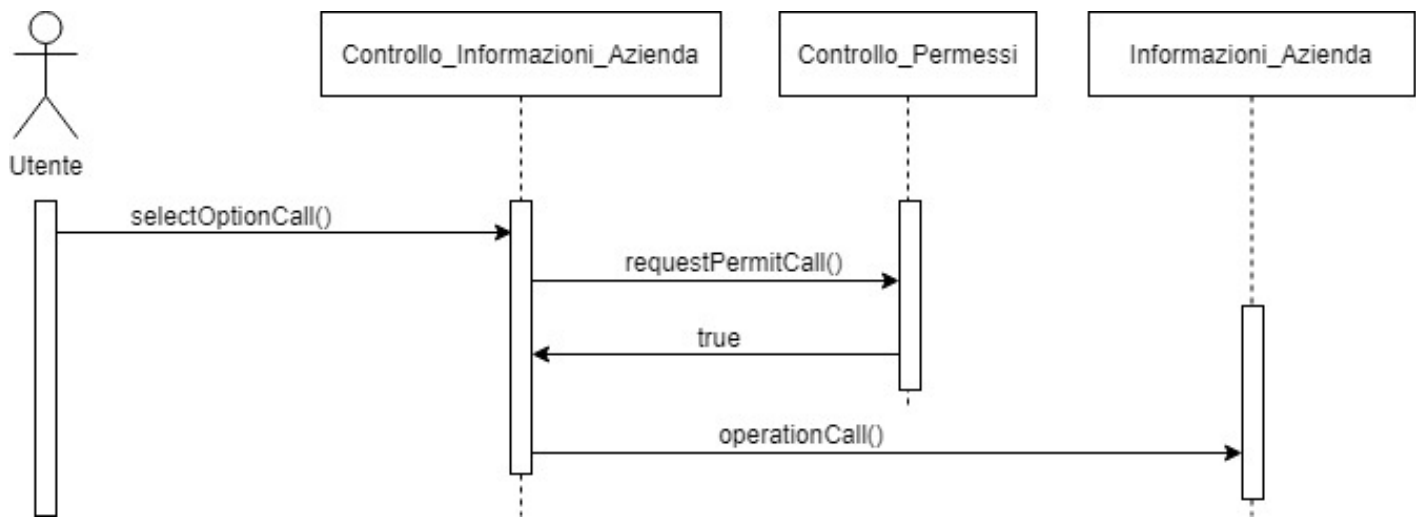 Controllo_Informazioni_Azienda
Controllo_Permessi
Informazioni_Azienda
Utente
selectOptionCall()
requestPermitCall()
true
operationCall()